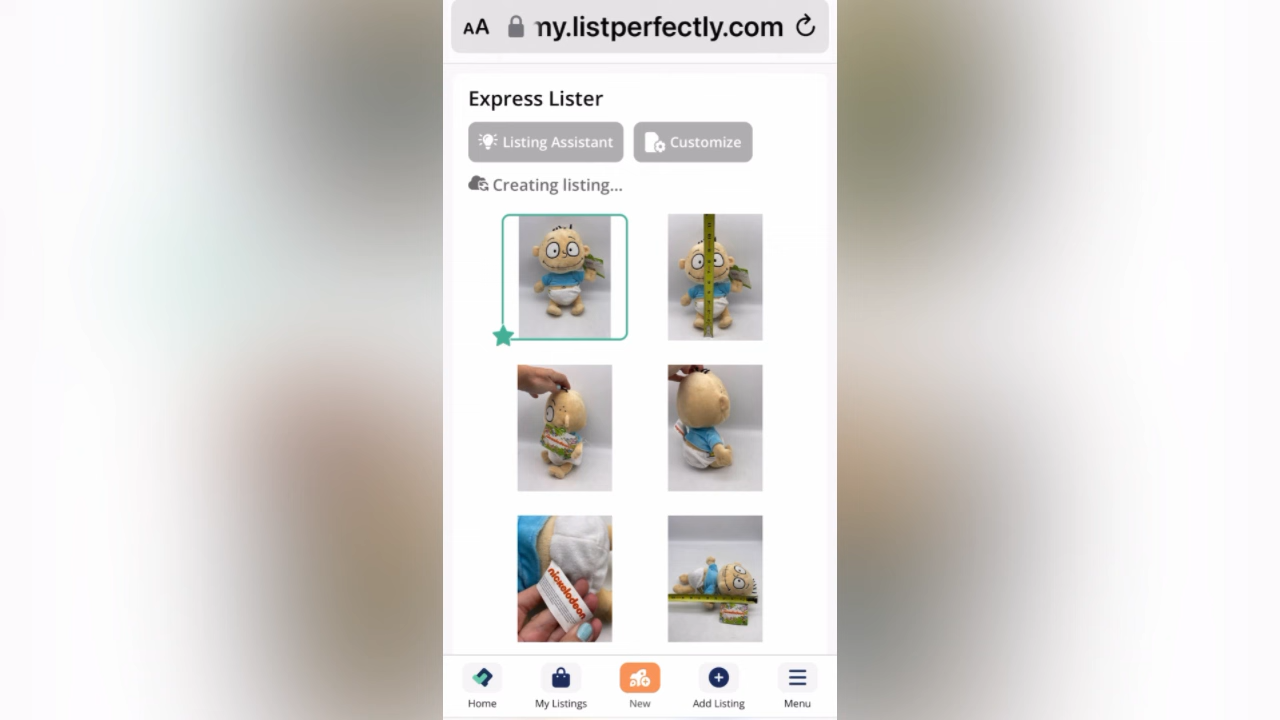 AA my.listperfectly.com
Express Lister
Listing Assistant Customize
Creating listing...
nickelodeon
Home My Listings New Add Listing Menu